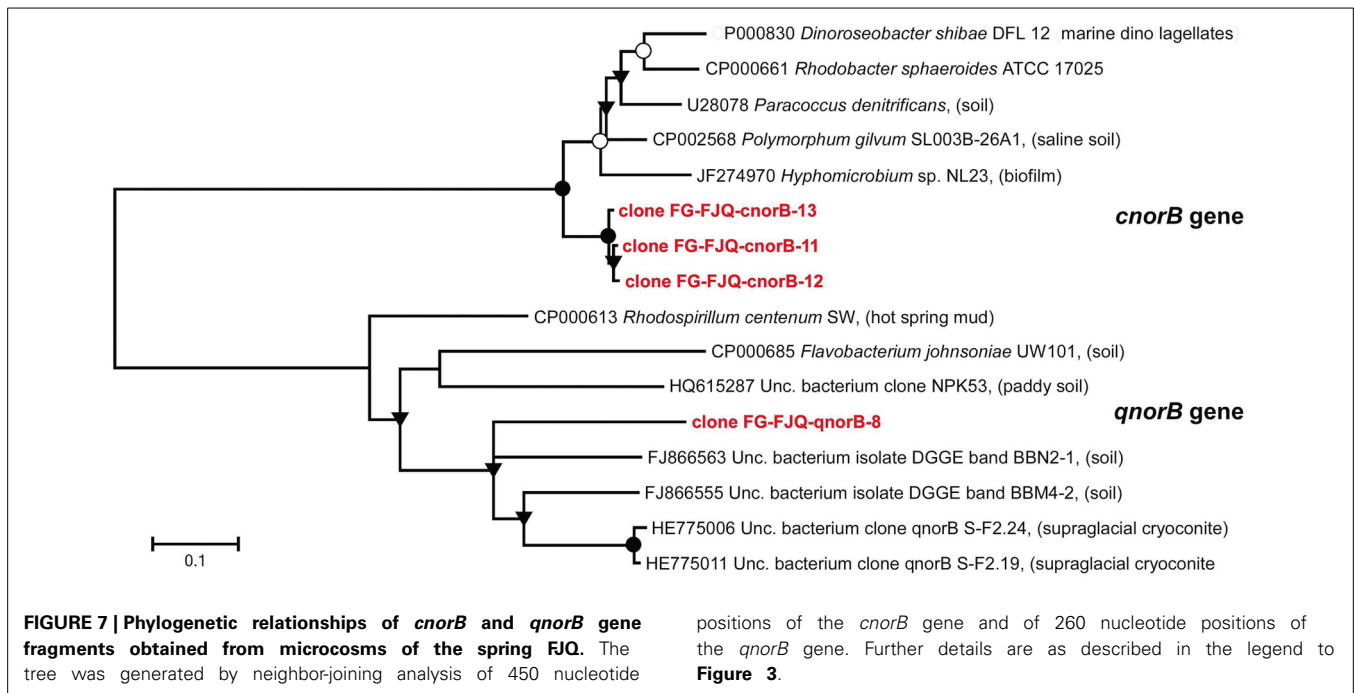 P000830 Dinoroseobacter shibae DFL 12 (marine dino lagellates
CP000661 Rhodobacter sphaeroides ATCC 17025
U28078 Paracoccus denitrificans, (soil)
CP002568 Polymorphum gilvum SL003B-26A1, (saline soil)
JF274970 Hyphomicrobium sp. NL23, (biofilm)
clone FG-FJQ-cnorB-13
cnorB gene
clone FG-FJQ-cnorB-11
clone FG-FJQ-cnorB-12
CP000613 Rhodospirillum centenum SW, (hot spring mud)
CP000685 Flavobacterium johnsoniae UW101, (soil)
HQ615287 Unc. bacterium clone NPK53, (paddy soil)
qnorB gene
clone FG-FJQ-qnorB-8
FJ866563 Unc. bacterium isolate DGGE band BBN2-1, (soil)
FJ866555 Unc. bacterium isolate DGGE band BBM4-2, (soil)
HE775006 Unc. bacterium clone qnorB S-F2.24, (supraglacial cryoconite)
HE775011 Unc. bacterium clone qnorB S-F2.19, (supraglacial cryoconite
0.1
FIGURE 7 | Phylogenetic relationships of cnorB and qnorB gene
fragments obtained from microcosms of the spring FJQ. The
tree was generated by neighbor-joining analysis of 450 nucleotide
positions of the cnorB gene and of 260 nucleotide positions of
the qnorB gene. Further details are as described in the legend to
Figure 3.